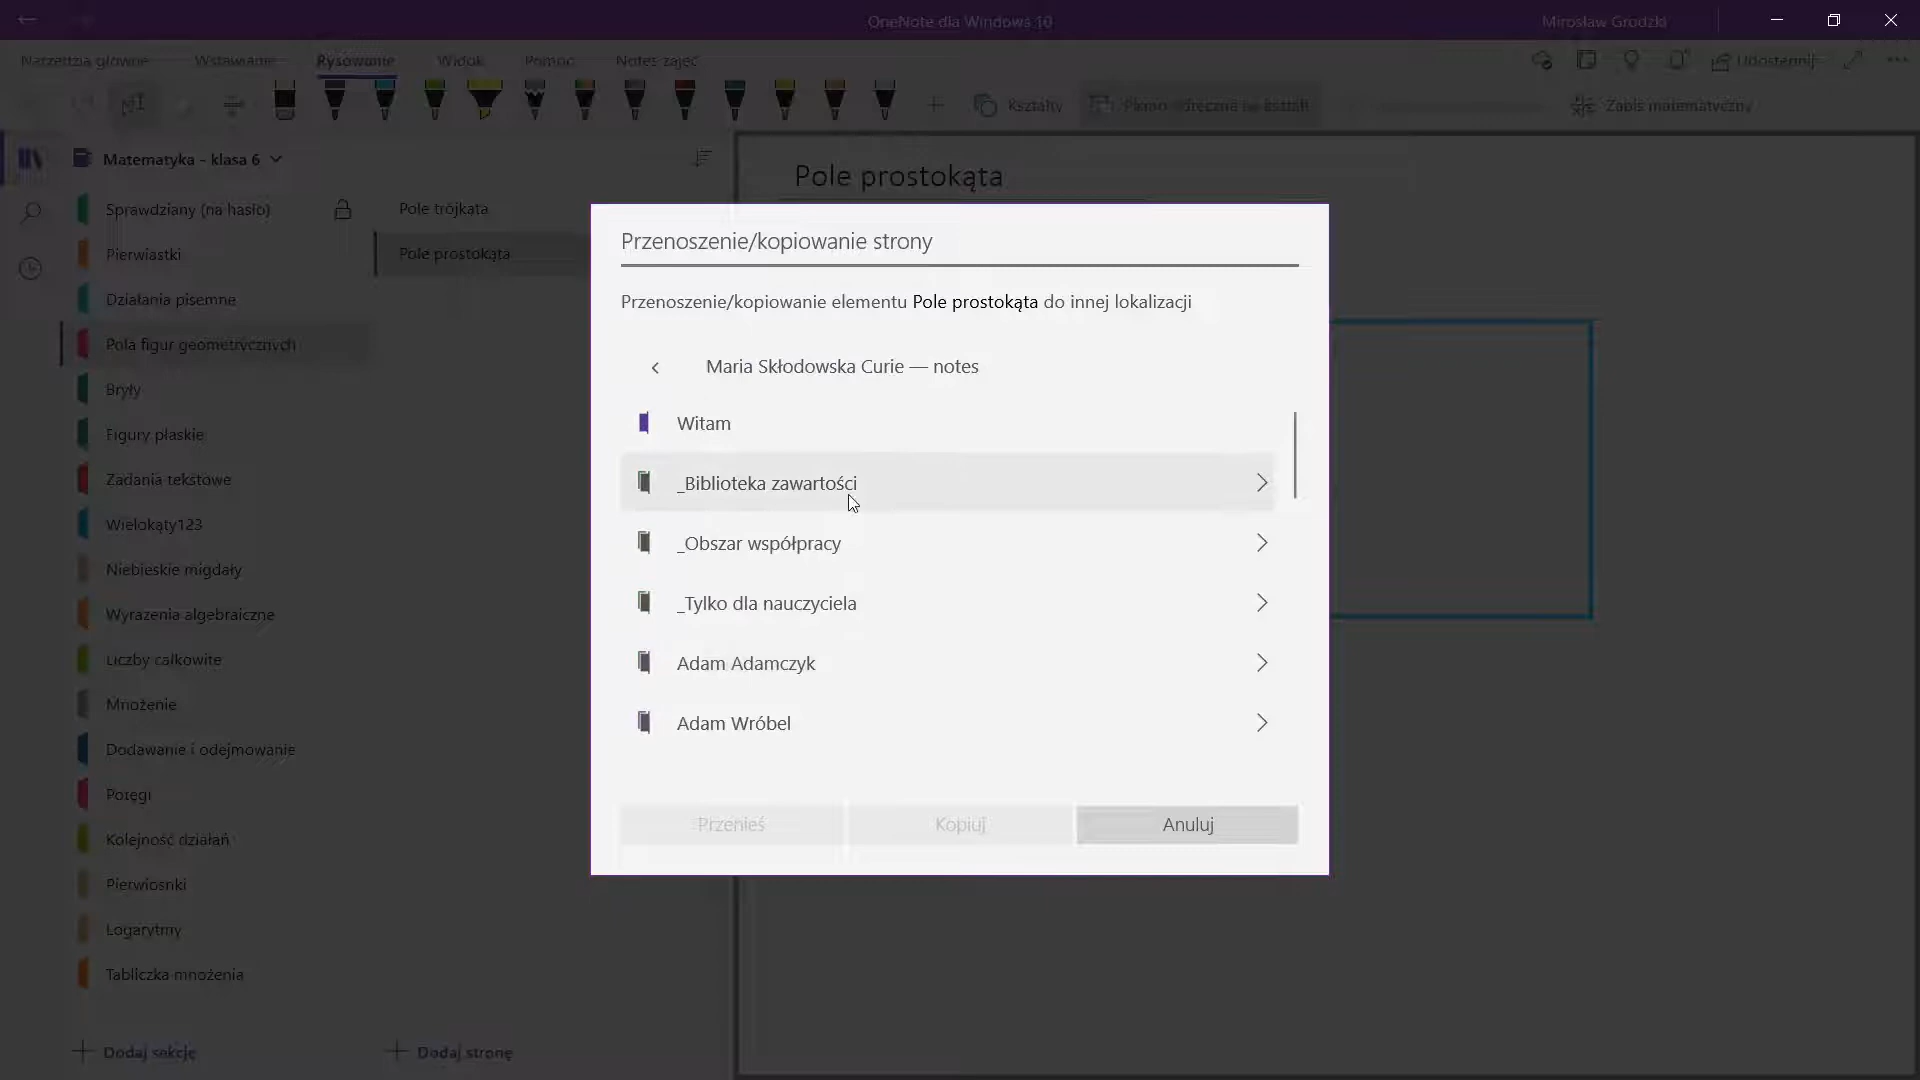 OneNote dla Windows 10
Mirosław Grodzki
Narzędzia główne
Wstawianie
Rysowanie
Widok
Pomoc
Notes zajęć
Udostępnij
Kształty
Zapis matematyczny
Matematyka - klasa 6
Sprawdziany (na hasło)
Pierwiastki
Działania pisemne
Pola figur geometrycznych
Bryły
Figury płaskie
Zadania tekstowe
Wielokąty123
Niebieskie migdały
Wyrażenia algebraiczne
Liczby całkowite
Mnożenie
Dodawanie i odejmowanie
Potęgi
Kolejność działań
Pierwiosnki
Logarytmy
Tabliczka mnożenia
Dodaj sekcję
Pole trójkąta
Pole prostokąta
Dodaj stronę
Pole prostokąta
Przenoszenie/kopiowanie strony
Przenoszenie/kopiowanie elementu Pole prostokąta do innej lokalizacji
Maria Skłodowska Curie — notes
Witam
_Biblioteka zawartości
_Obszar współpracy
_Tylko dla nauczyciela
Adam Adamczyk
Adam Wróbel
Przenieś
Kopiuj
Anuluj